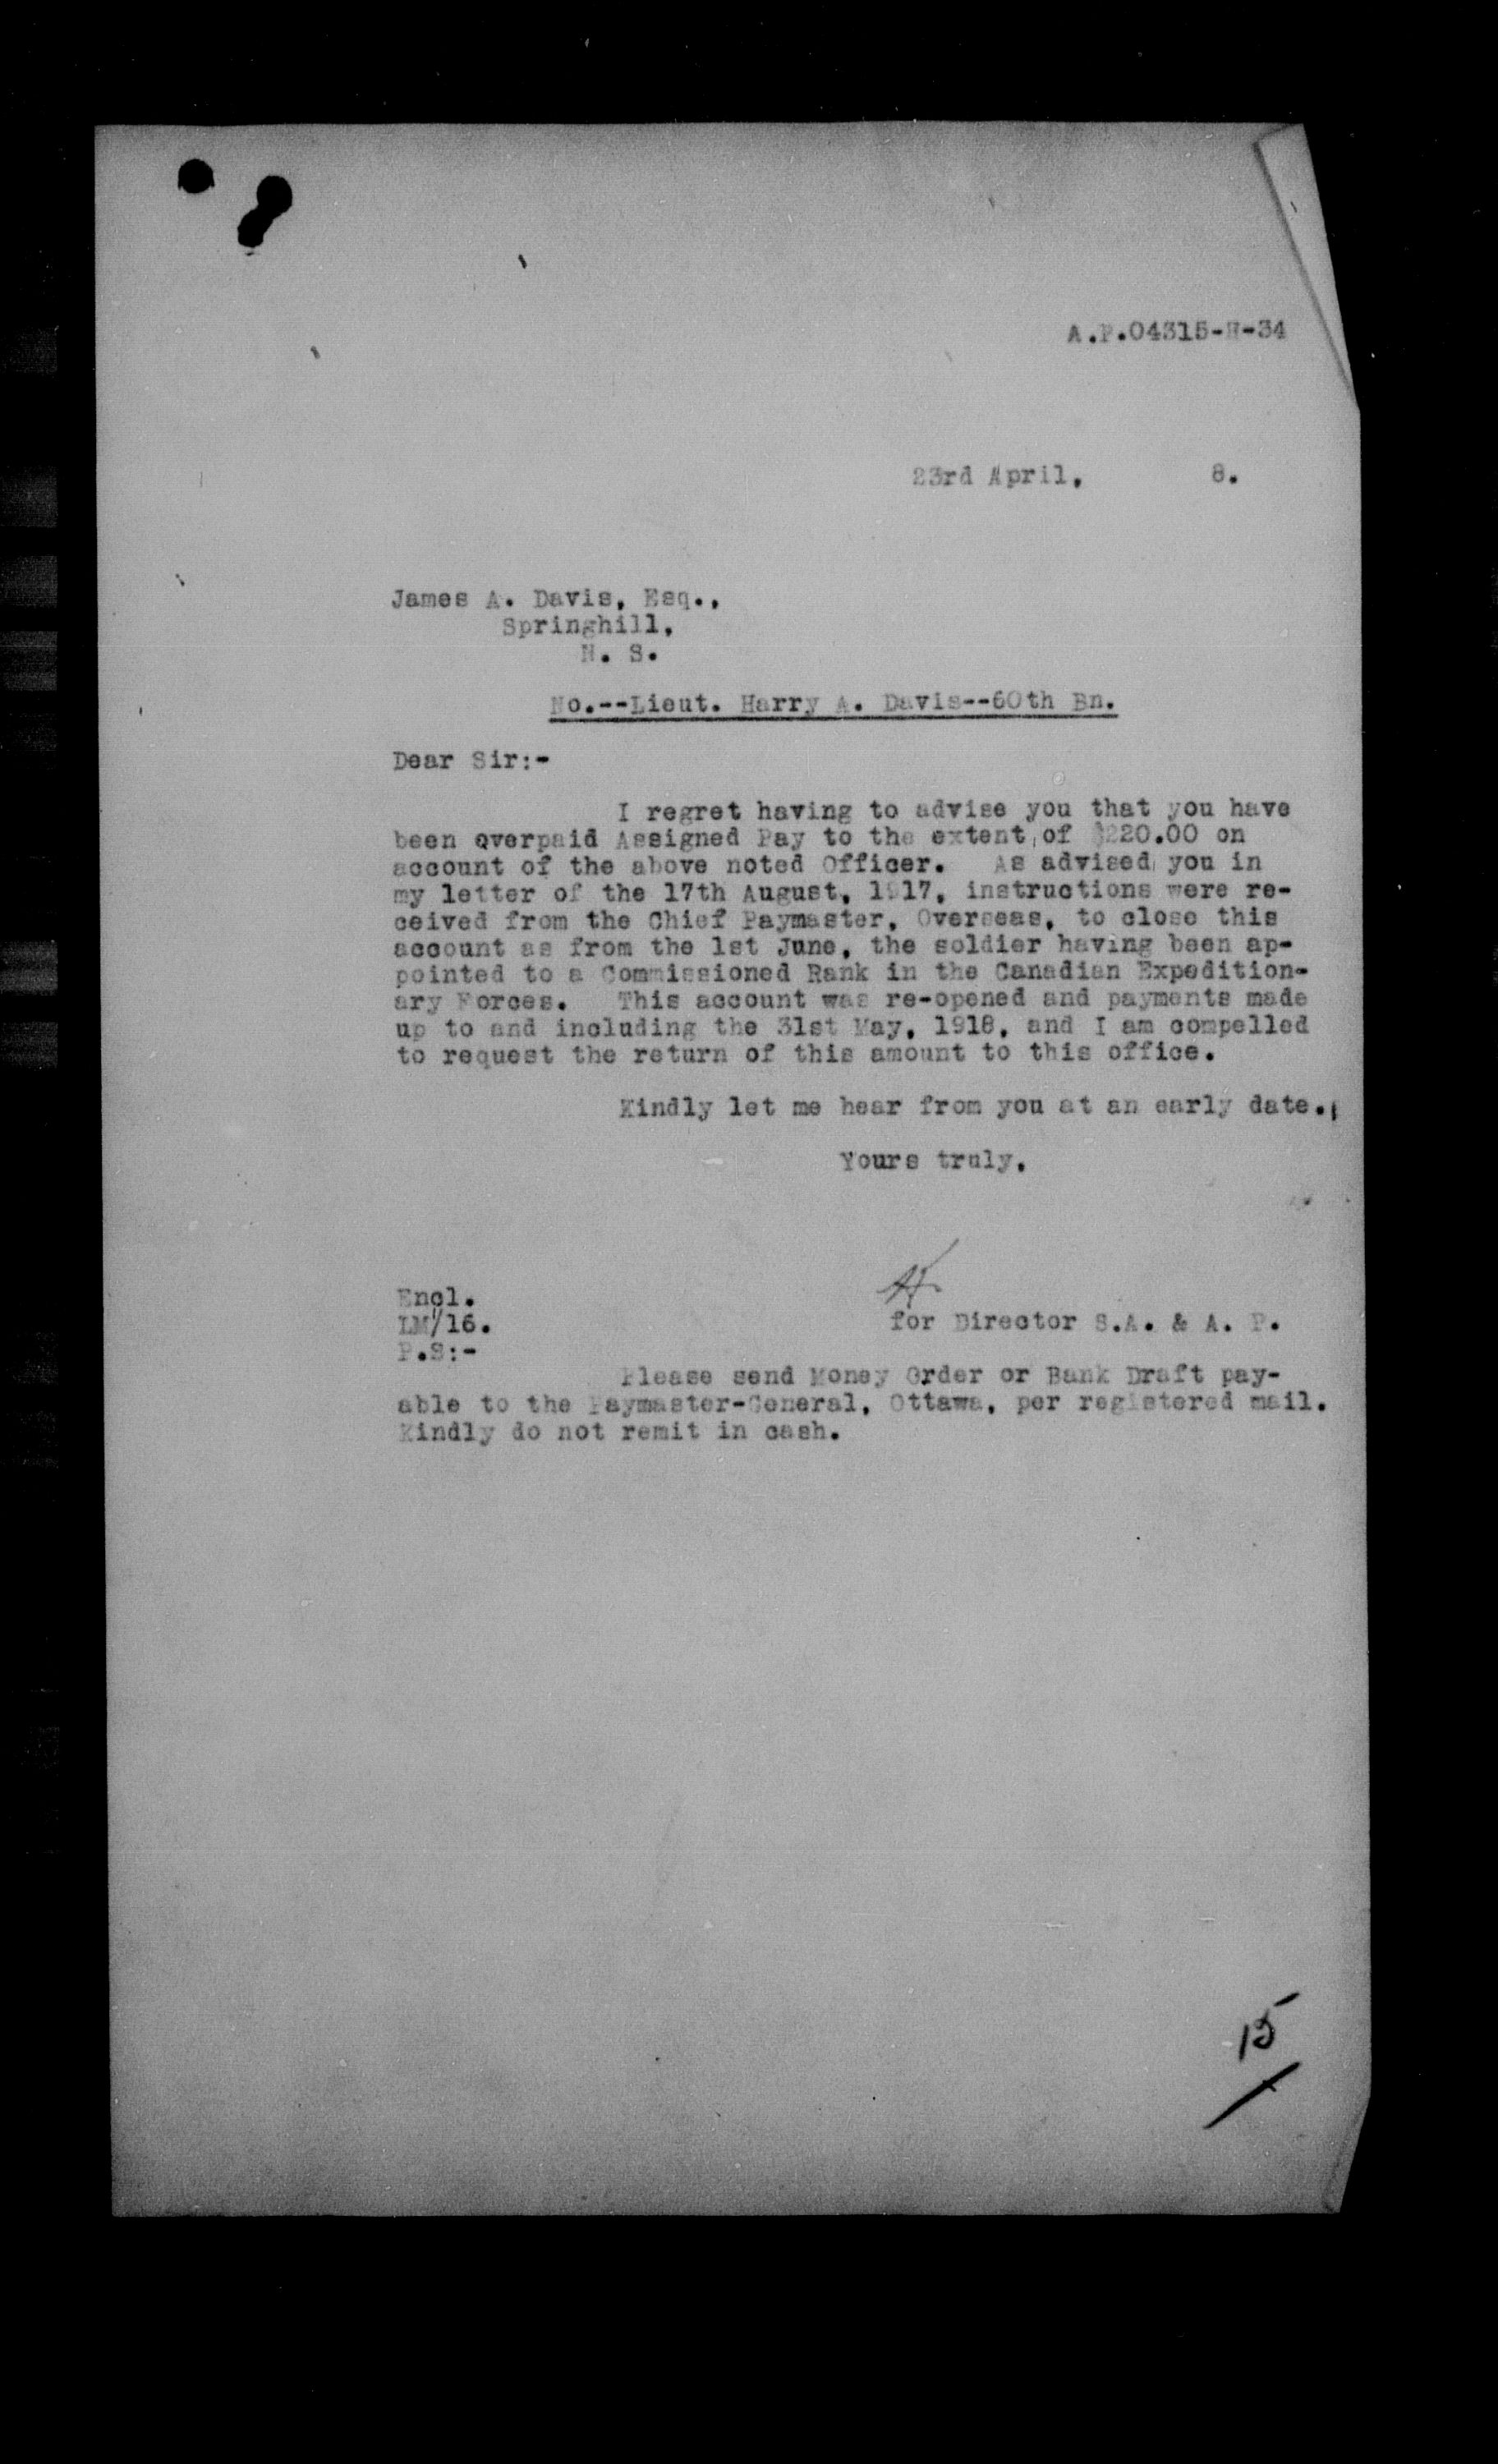 A.P.04315-H-34
23rd April, 8.
James A. Davis, Esq.,
Springhill,
N. S.
No.--Lieut. Harry A. Davis--60th Bn.
Dear Sir:-
I regret having to advise you that you have
been overpaid Assigned Pay to the extent of $220.00 on
account of the above noted Officer. As advised you in
my letter of the 17th August, 1917, instructions were re-
ceived from the Chief Paymaster, Overseas, to close this
account as from the 1st June, the soldier having been ap-
pointed to a Commissioned Rank in the Canadian Expedition-
ary Forces. This account was re-opened and payments made
up to and including the 31st May, 1918, and I am compelled
to request the return of this amount to this office.
Kindly let me hear from you at an early date.
Yours truly,
Encl.
LM/16. for Director S.A. & A. P.
P.S:-
Please send Money Order or Bank Draft pay-
able to the Paymaster-General, Ottawa, per registered mail.
Kindly do not remit in cash.
15